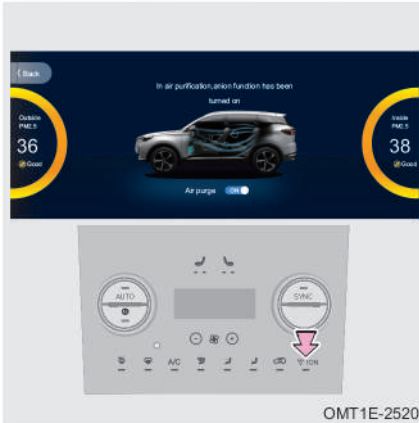 Back
In air purification,anion function has been
turned on
Outside
PM2.5
36
Good
Inside
PM2.5
38
Good
Air purge ON
AUTO
SYNC
A/C
ION
OMT1E-2520